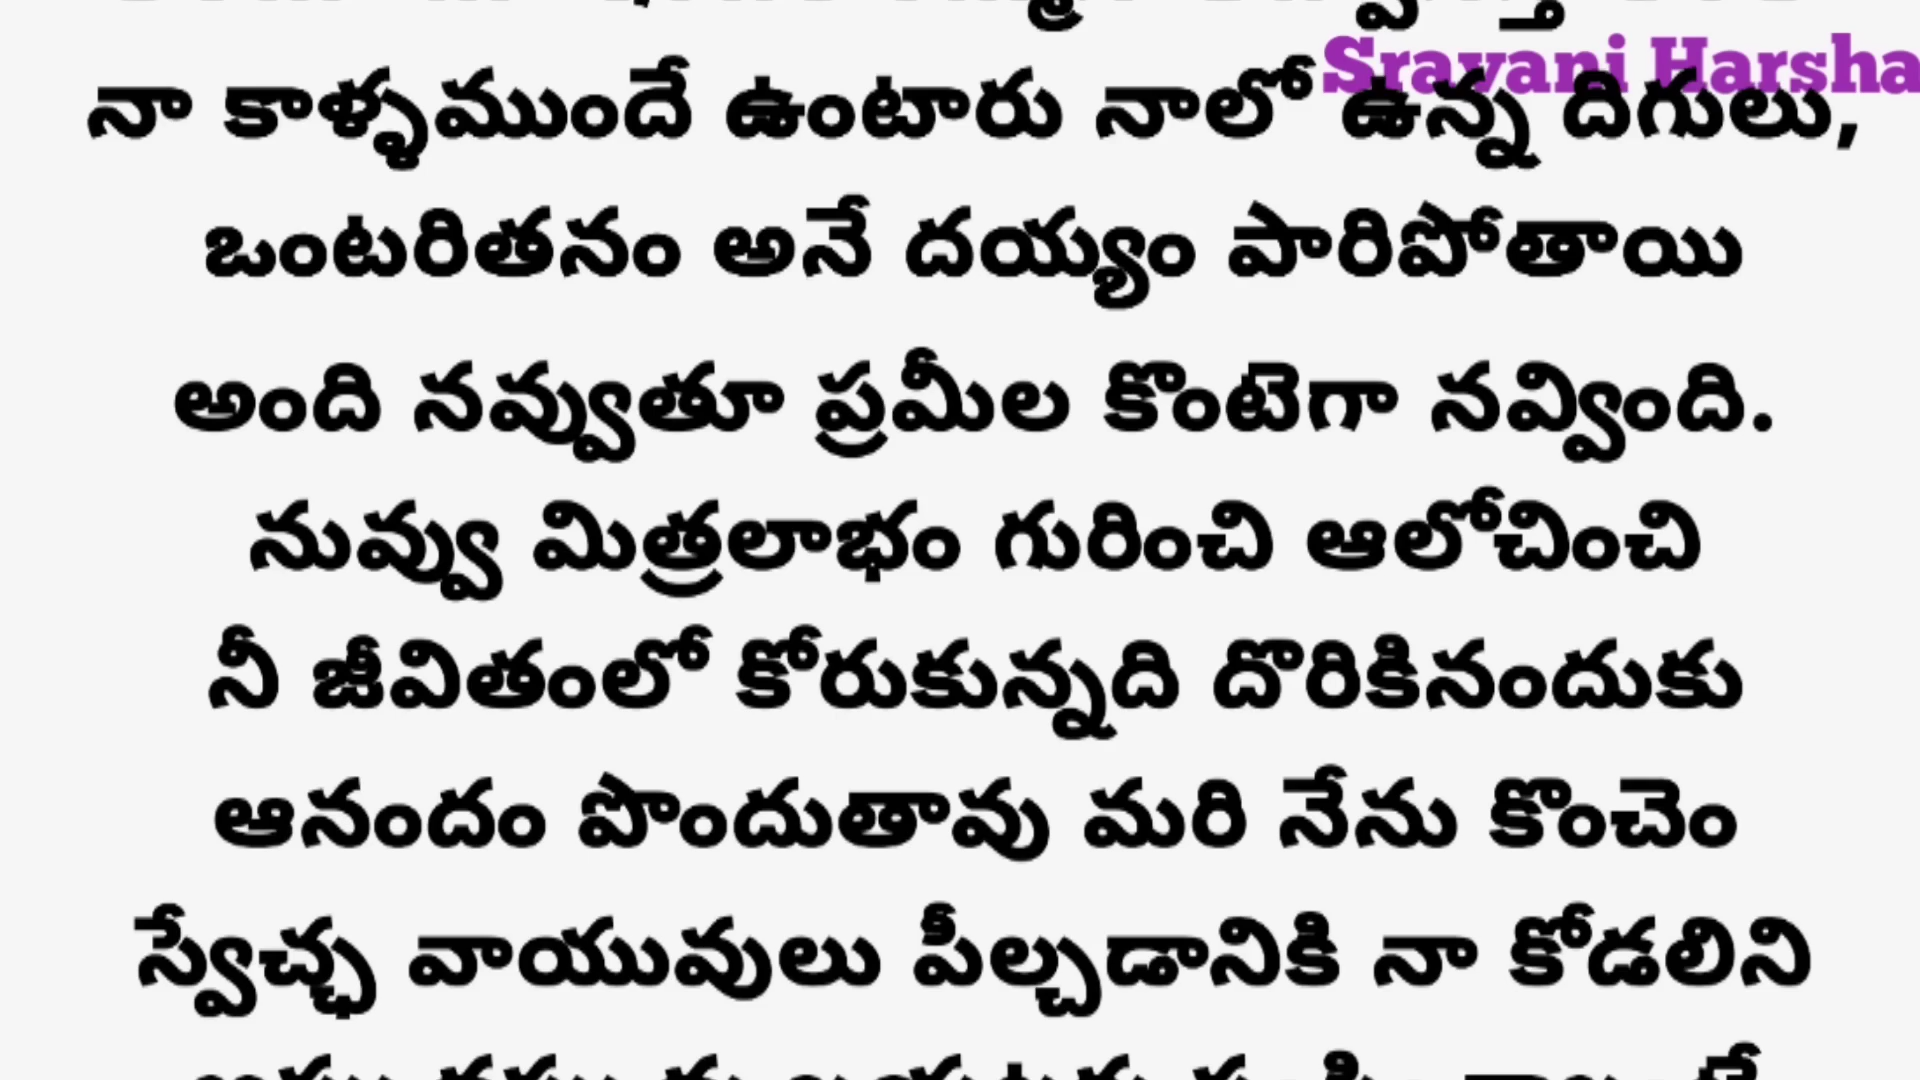 Sravani Harsha
నా కాళ్ళముందే ఉంటారు నాలో ఉన్న దిగులు,
ఒంటరితనం అనే దయ్యం పారిపోతాయి
అంది నవ్వుతూ ప్రమీల కొంటెగా నవ్వింది.
నువ్వు మిత్రలాభం గురించి ఆలోచించి
నీ జీవితంలో కోరుకున్నది దొరికినందుకు
ఆనందం పొందుతావు మరి నేను కొంచెం
స్వేచ్ఛ వాయువులు పీల్చడానికి నా కోడలిని